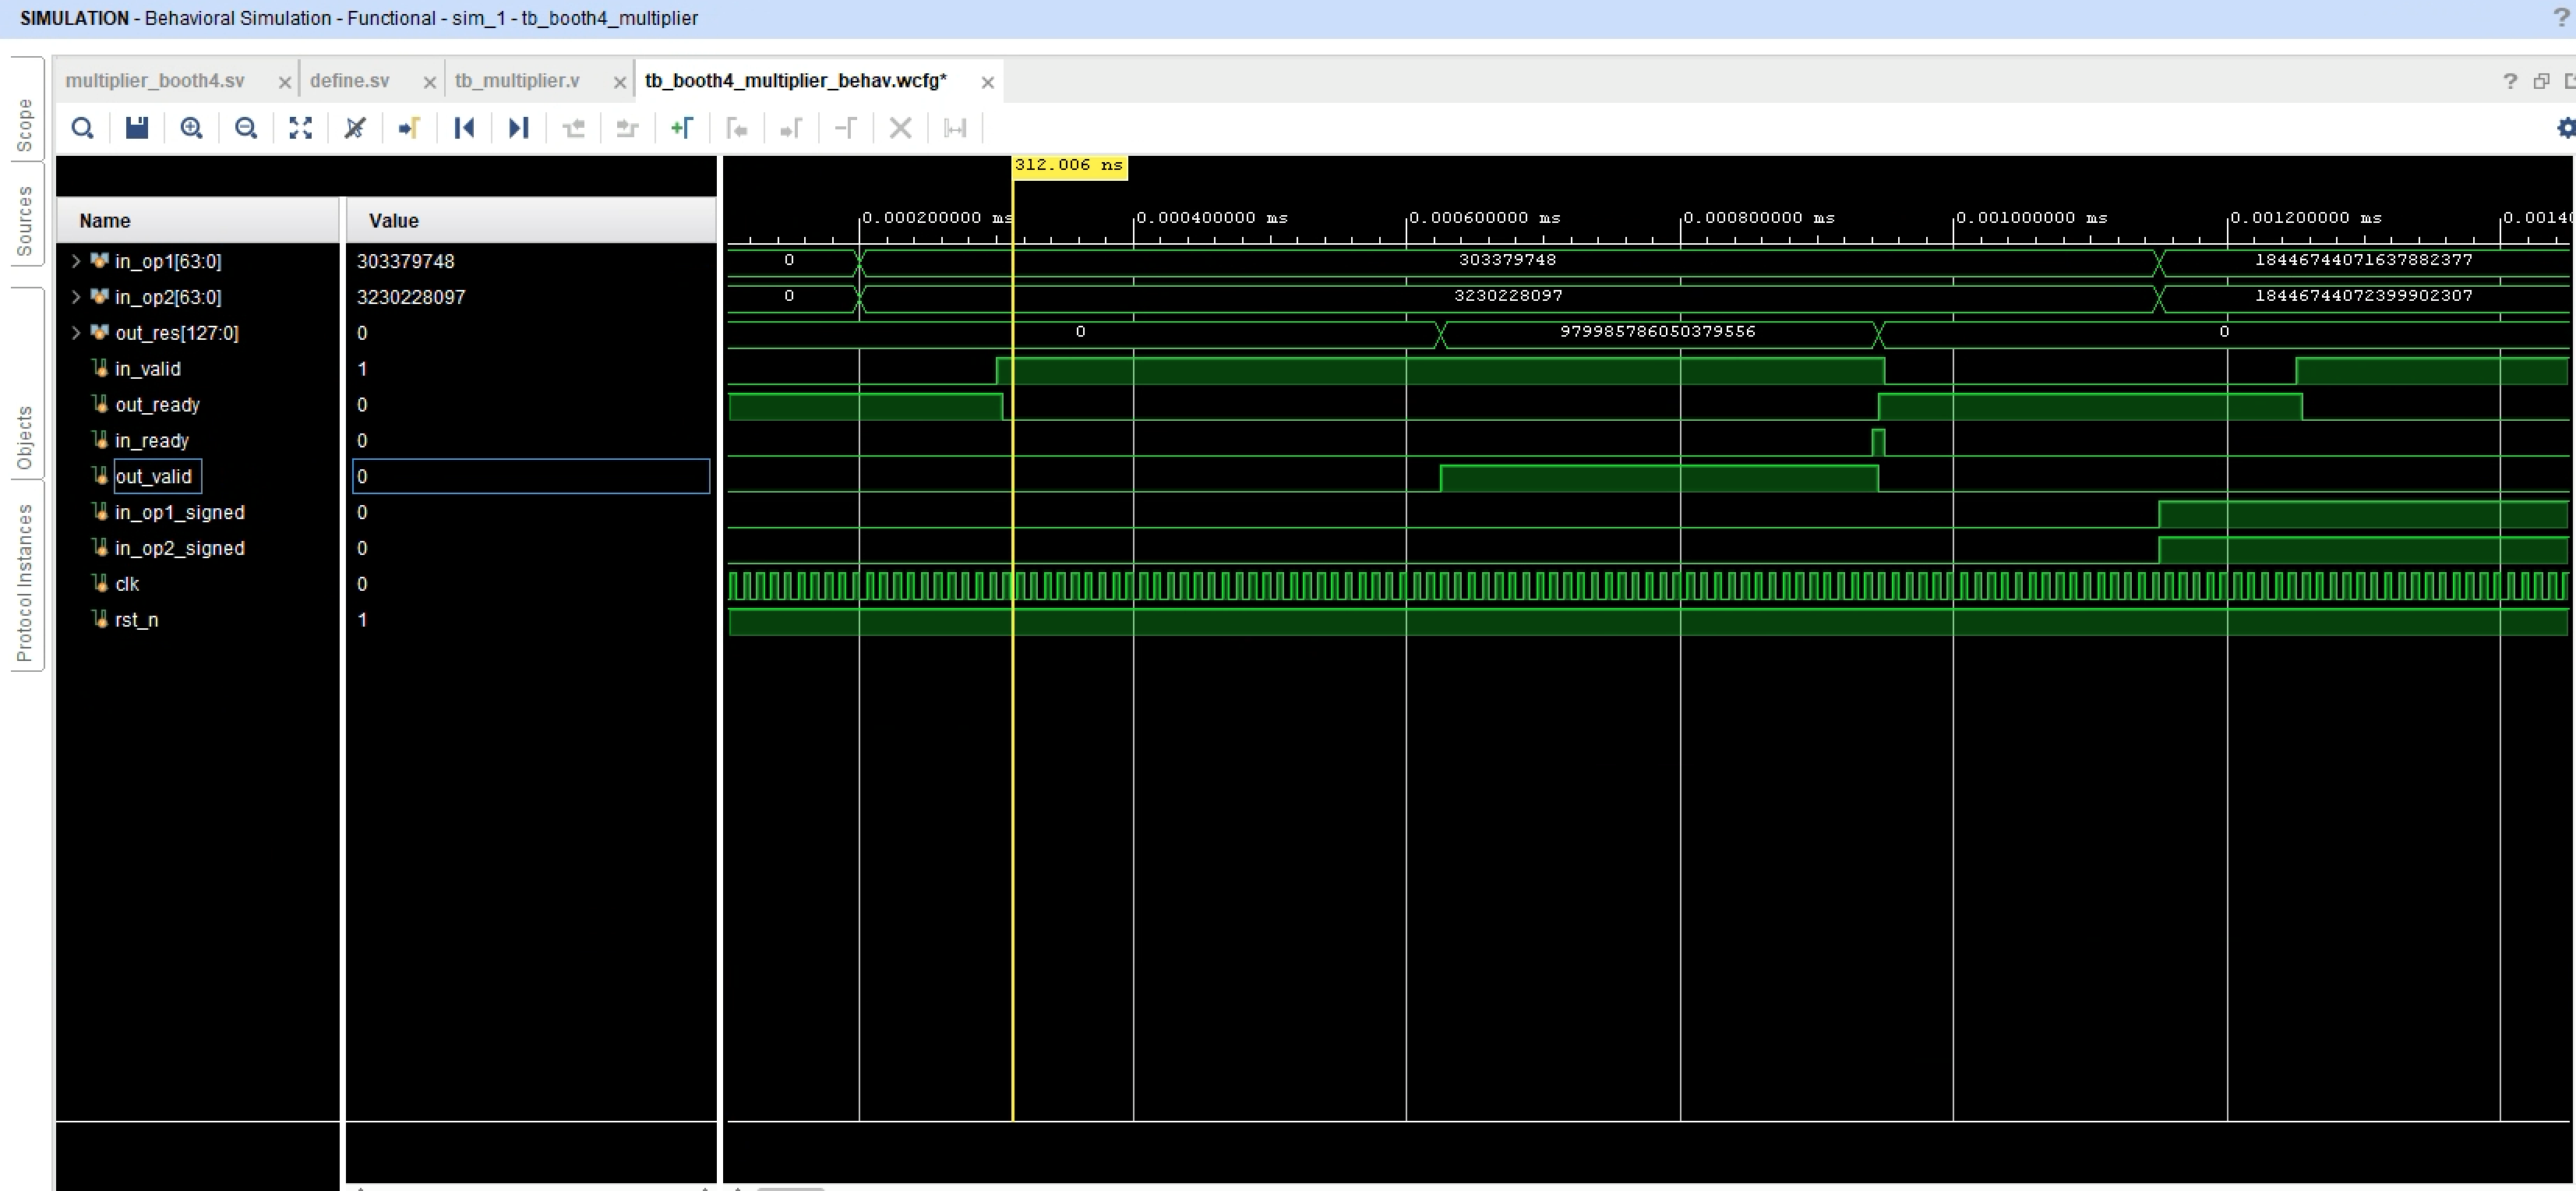 SIMULATION - Behavioral Simulation - Functional - sim_1 - tb_booth4_multiplier ?
multiplier_booth4.sv × define.sv × tb_multiplier.v × tb_booth4_multiplier_behav.wcfg* × ?
Scope
Sources
Objects
Protocol Instances
312.006 ns
0.000200000 ms 0.000400000 ms 0.000600000 ms 0.000800000 ms 0.001000000 ms 0.001200000 ms 0.00140
Name Value
in_op1[63:0] 303379748 0 303379748 18446744071637882377
in_op2[63:0] 3230228097 0 3230228097 18446744072399902307
out_res[127:0] 0 0 979985786050379556 0
in_valid 1
out_ready 0
in_ready 0
out_valid 0
in_op1_signed 0
in_op2_signed 0
clk 0
rst_n 1